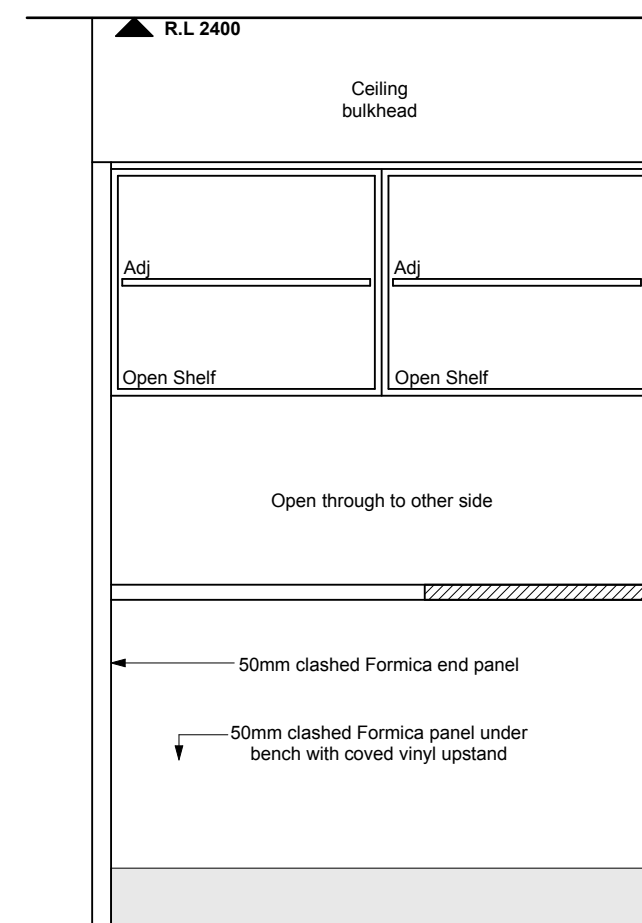 R.L 2400
Ceiling
bulkhead
Adj
Adj
Open Shelf
Open Shelf
Open through to other side
50mm clashed Formica end panel
50mm clashed Formica panel under
bench with coved vinyl upstand